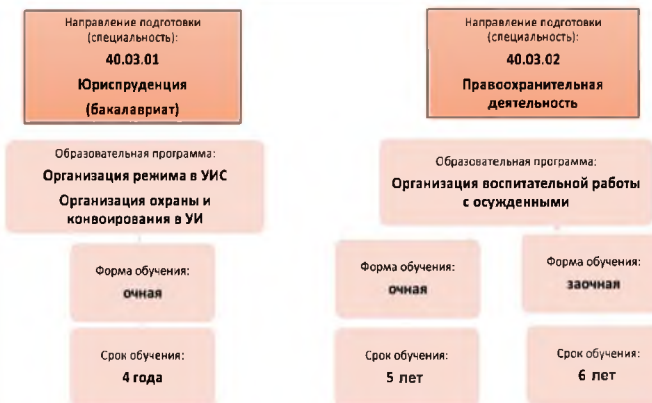 Направление подготовки
(специальность):
40.03.01
Юриспруденция
(бакалавриат)
Образовательная программа:
Организация режима в УИС
Организация охраны и
конвоирования в УИ
Форма обучения:
очная
Срок обучения:
4 года
Направление подготовки
(специальность):
40.03.02
Правоохранительная
деятельность
Образовательная программа:
Организация воспитательной работы
с осужденными
Форма обучения:
очная
Срок обучения:
5 лет
Форма обучения:
заочная
Срок обучения:
6 лет